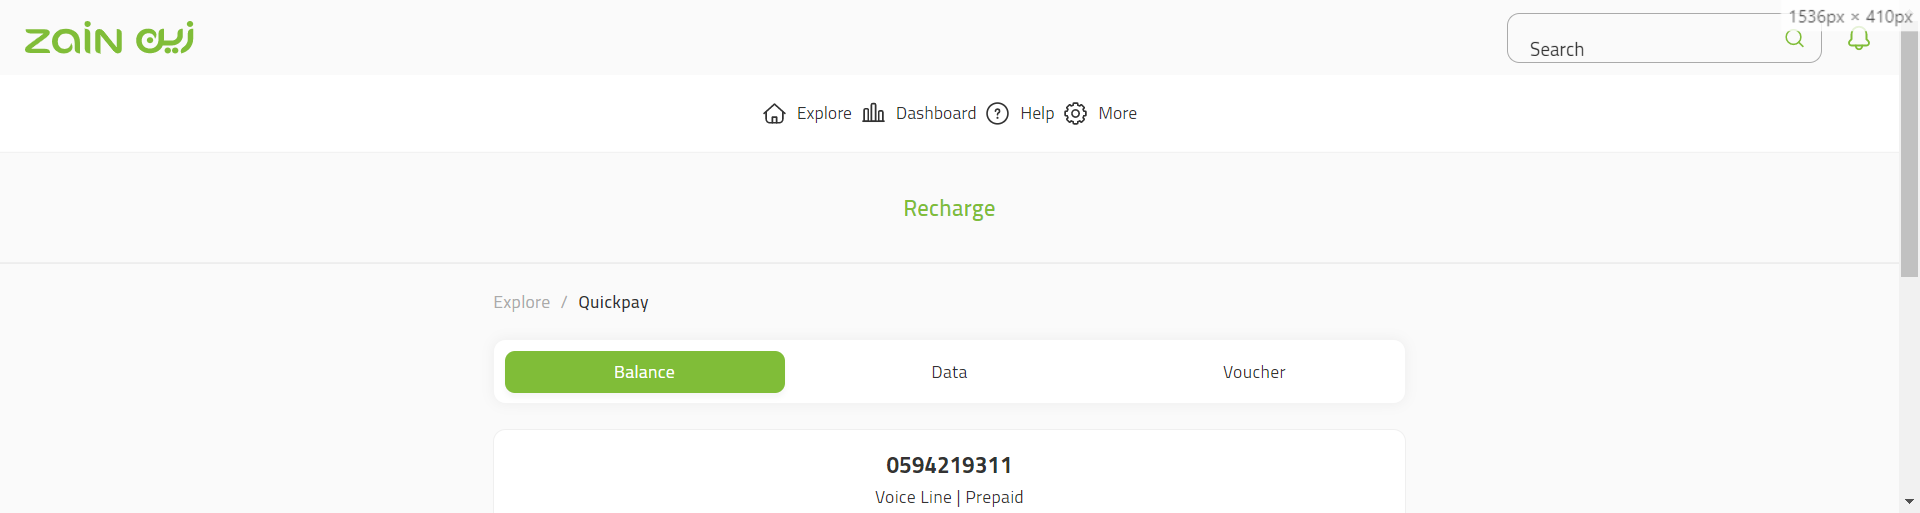 zain زين
1536px × 410px
Search
Explore Dashboard Help More
Recharge
Explore / Quickpay
Balance Data Voucher
0594219311
Voice Line | Prepaid